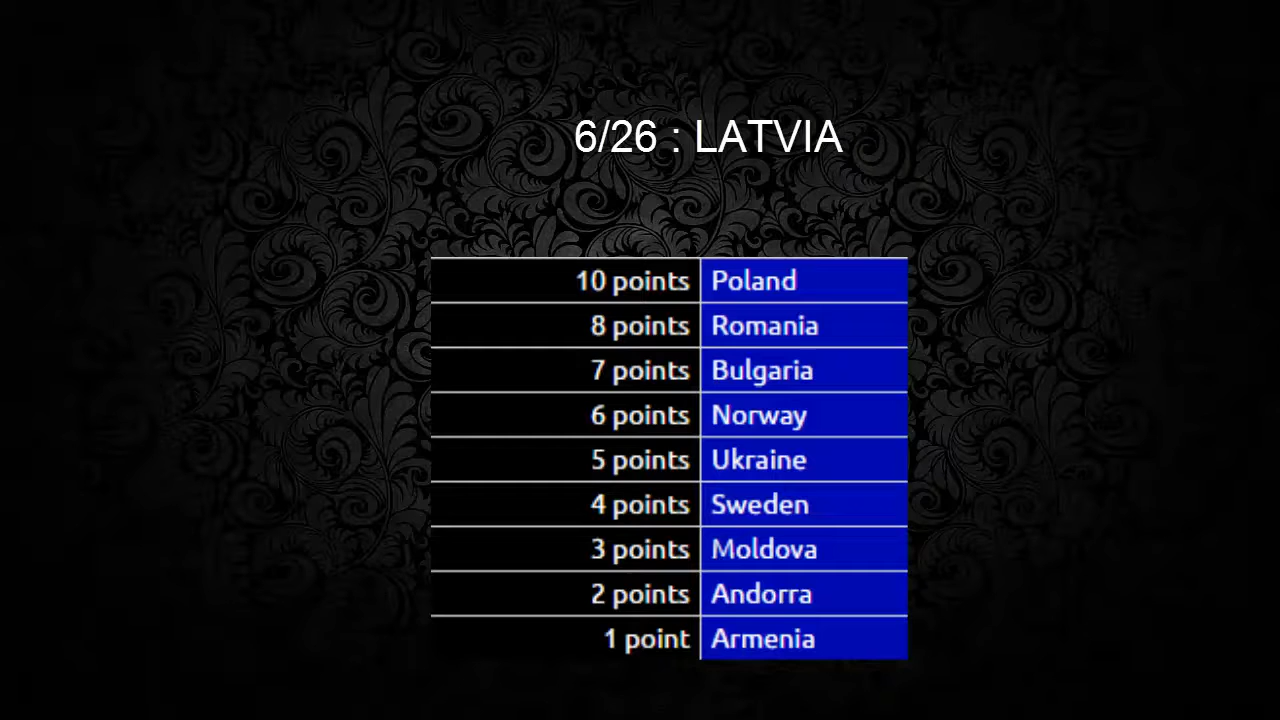 6/26 : LATVIA
10 points Poland
8 points Romania
7 points Bulgaria
6 points Norway
5 points Ukraine
4 points Sweden
3 points Moldova
2 points Andorra
1 point Armenia